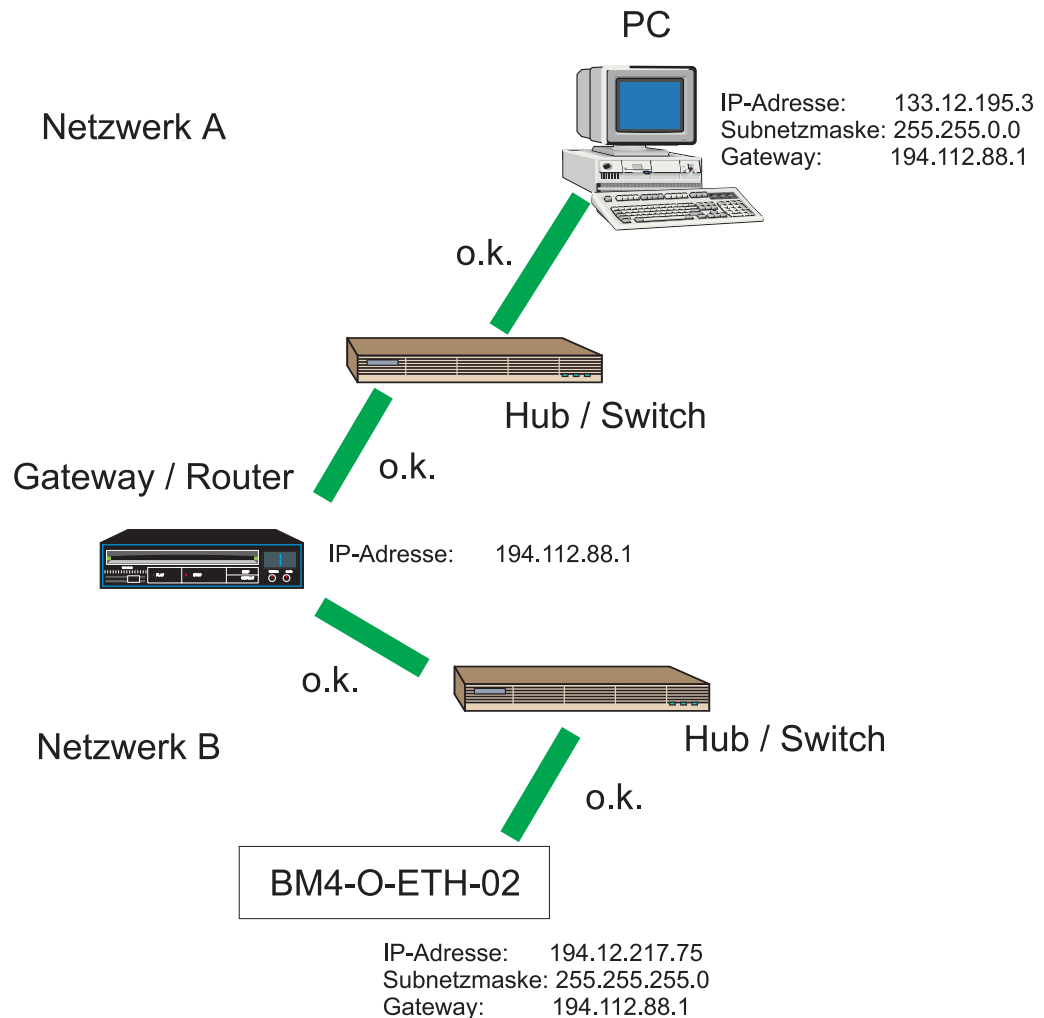 PC
Netzwerk A
IP-Adresse: 133.12.195.3
Subnetzmaske: 255.255.0.0
Gateway: 194.112.88.1
o.k.
Hub / Switch
o.k.
Gateway / Router
IP-Adresse: 194.112.88.1
PLAY
STOP
o.k.
Hub / Switch
Netzwerk B
o.k.
BM4-O-ETH-02
IP-Adresse: 194.12.217.75
Subnetzmaske: 255.255.255.0
Gateway: 194.112.88.1